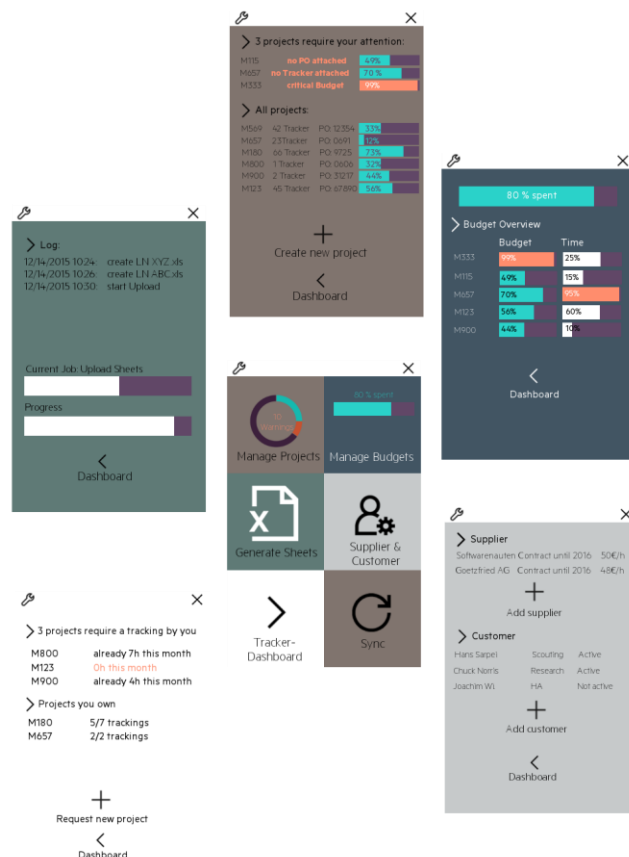 3 projects require your attention:
M115 no PO attached 49%
M657 no Tracker attached 70 %
M333 critical Budget 99%
All projects:
M569 42 Tracker PO: 12354 33%
M657 23Tracker PO: 0691 12%
M180 66 Tracker PO: 9725 73%
M800 1 Tracker PO: 0606 32%
M900 2 Tracker PO: 31217 44%
M123 45 Tracker PO: 67890 56%
Create new project
Dashboard
80 % spent
Budget Overview
Budget Time
M333 99% 25%
M115 49% 15%
M657 70% 95%
M123 56% 60%
M900 44% 10%
Dashboard
Log:
12/14/2015 10:24: create LN XYZ.xls
12/14/2015 10:26: create LN ABC.xls
12/14/2015 10:30: start Upload
Current Job: Upload Sheets
Progress
Dashboard
10
Warnings
Manage Projects
80 % spent
Manage Budgets
X
Generate Sheets
Supplier &
Customer
Tracker-
Dashboard
Sync
Supplier
Softwarenauten Contract until 2016 50€/h
Goetzfried AG Contract until 2016 48€/h
Add supplier
Customer
Hans Sarpei Scouting Active
Chuck Norris Research Active
Joachim Wi. HA Not active
Add customer
Dashboard
3 projects require a tracking by you
M800 already 7h this month
M123 0h this month
M900 already 4h this month
Projects you own
M180 5/7 trackings
M657 2/2 trackings
Request new project
Dashboard